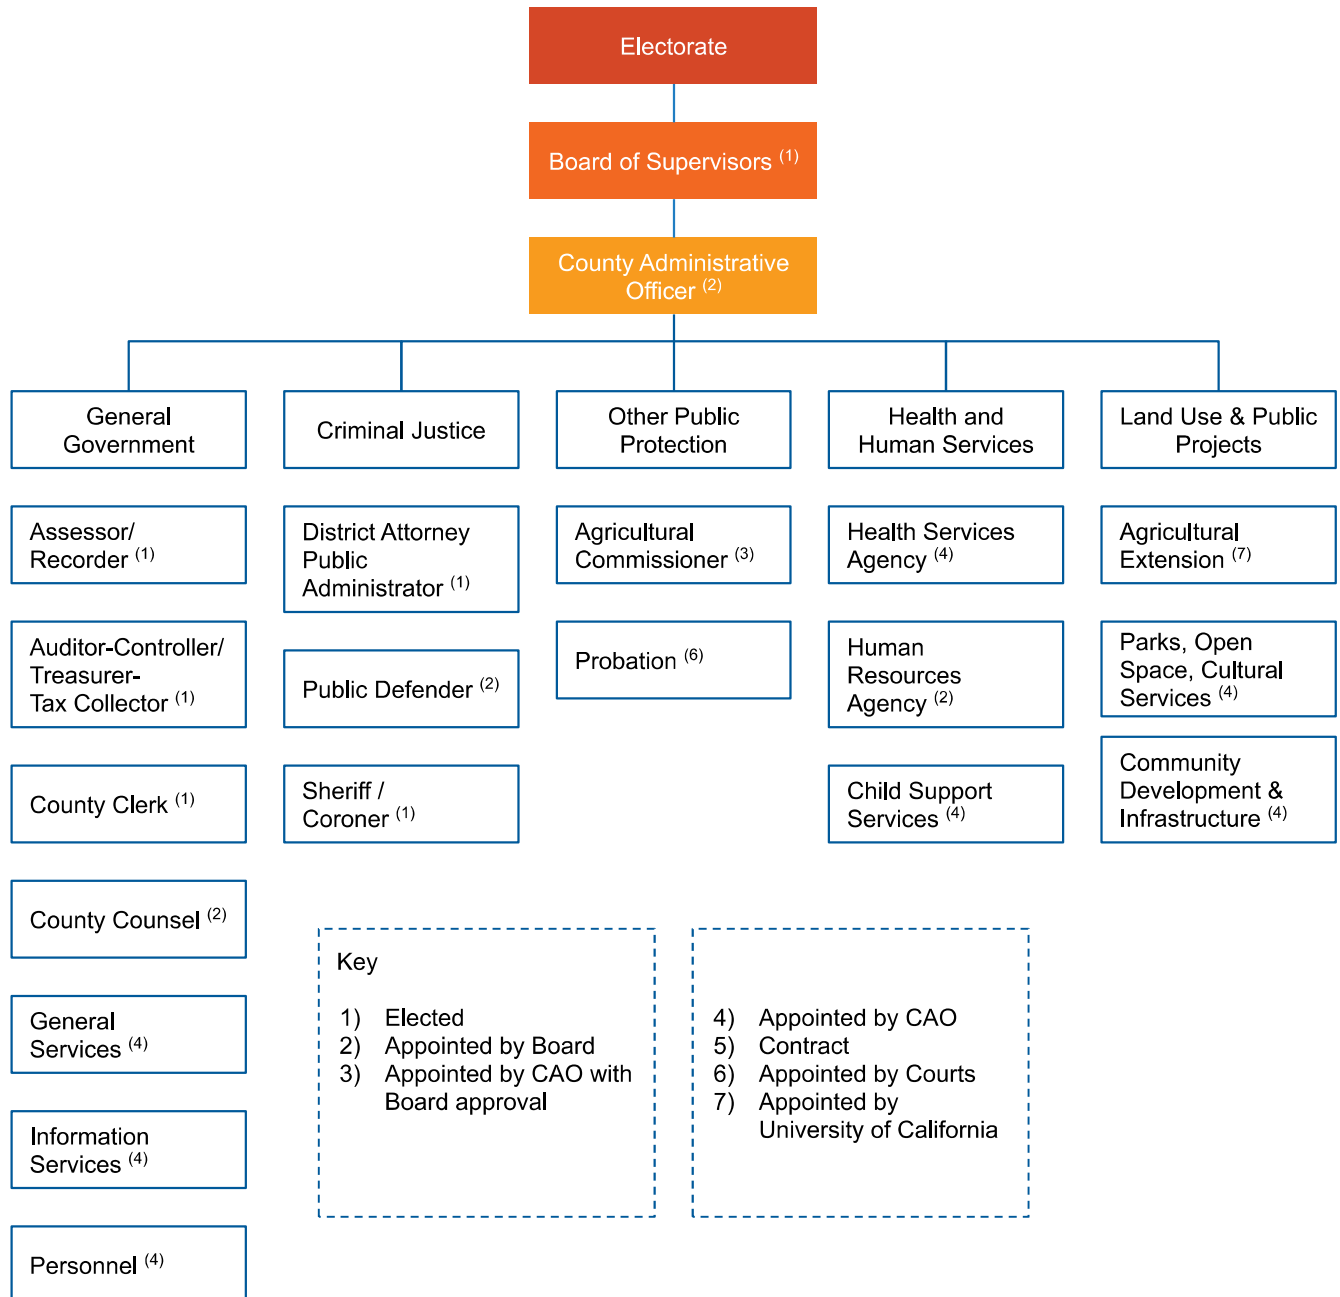 Electorate
Board of Supervisors (1)
County Administrative
Officer (2)
General
Government
Criminal Justice
Other Public
Protection
Health and
Human Services
Land Use & Public
Projects
Assessor/
Recorder (1)
Auditor-Controller/
Treasurer-
Tax Collector (1)
County Clerk (1)
County Counsel (2)
General
Services (4)
Information
Services (4)
Personnel (4)
District Attorney
Public
Administrator (1)
Public Defender (2)
Sheriff /
Coroner (1)
Agricultural
Commissioner (3)
Probation (6)
Health Services
Agency (4)
Human
Resources
Agency (2)
Child Support
Services (4)
Agricultural
Extension (7)
Parks, Open
Space, Cultural
Services (4)
Community
Development &
Infrastructure (4)
Key
1) Elected
2) Appointed by Board
3) Appointed by CAO with
Board approval
4) Appointed by CAO
5) Contract
6) Appointed by Courts
7) Appointed by
University of California